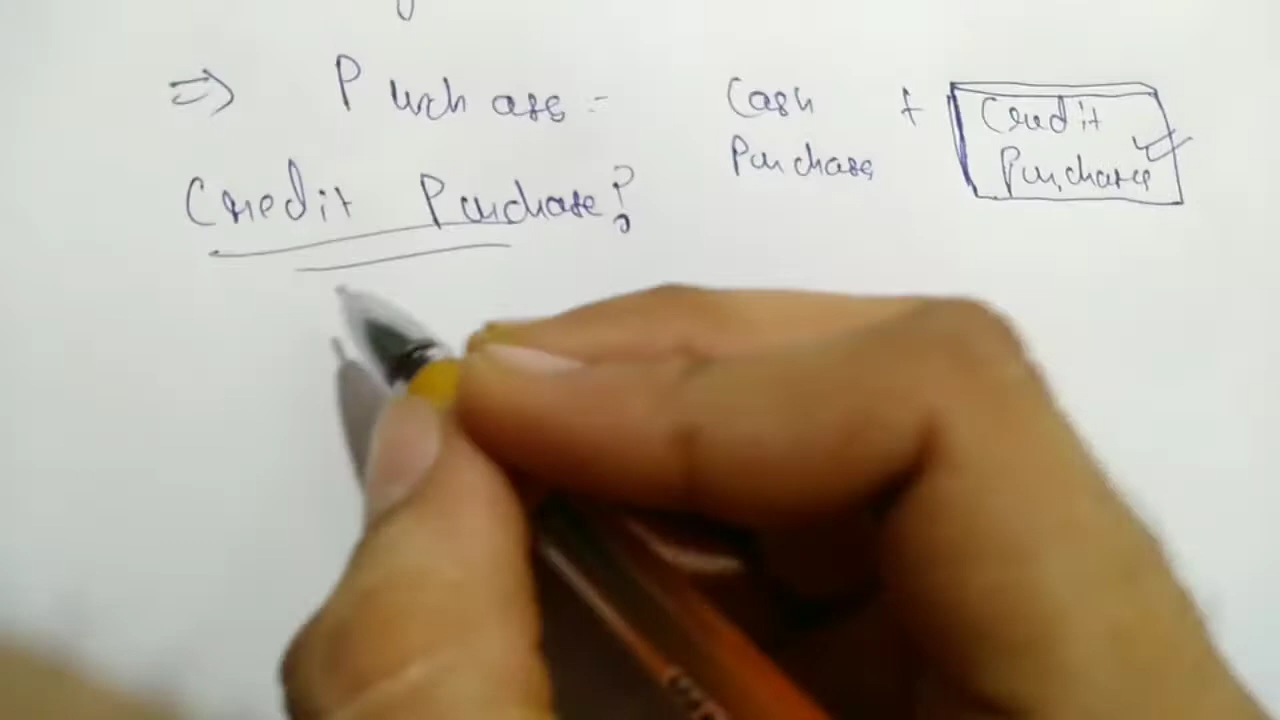 ⇒ Purchase = Cash Purchase + Credit Purchase ✓
Credit Purchase?